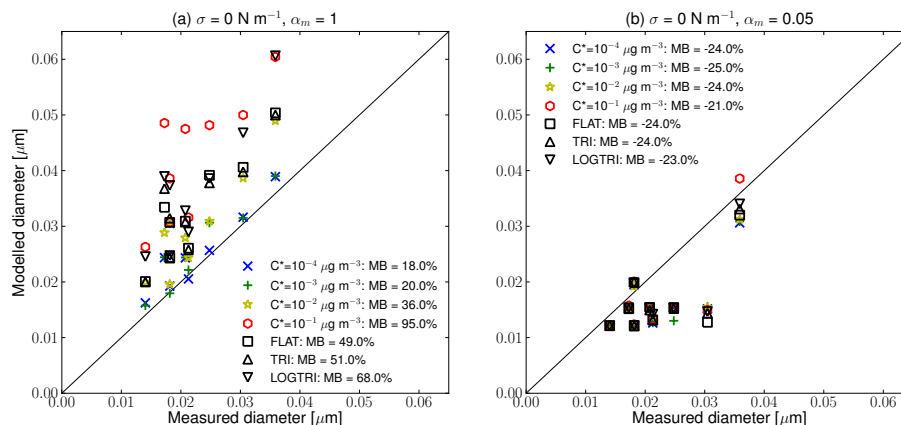 (a) σ = 0 N m⁻¹, αₘ = 1
Modelled diameter [μm]
0.06
0.05
0.04
0.03
0.02
0.01
0.00
C*=10⁻⁴ μg m⁻³: MB = 18.0%
C*=10⁻³ μg m⁻³: MB = 20.0%
C*=10⁻² μg m⁻³: MB = 36.0%
C*=10⁻¹ μg m⁻³: MB = 95.0%
FLAT: MB = 49.0%
TRI: MB = 51.0%
LOGTRI: MB = 68.0%
0.00 0.01 0.02 0.03 0.04 0.05 0.06
Measured diameter [μm]
(b) σ = 0 N m⁻¹, αₘ = 0.05
0.06
0.05
0.04
0.03
0.02
0.01
0.00
C*=10⁻⁴ μg m⁻³: MB = -24.0%
C*=10⁻³ μg m⁻³: MB = -25.0%
C*=10⁻² μg m⁻³: MB = -24.0%
C*=10⁻¹ μg m⁻³: MB = -21.0%
FLAT: MB = -24.0%
TRI: MB = -24.0%
LOGTRI: MB = -23.0%
0.00 0.01 0.02 0.03 0.04 0.05 0.06
Measured diameter [μm]